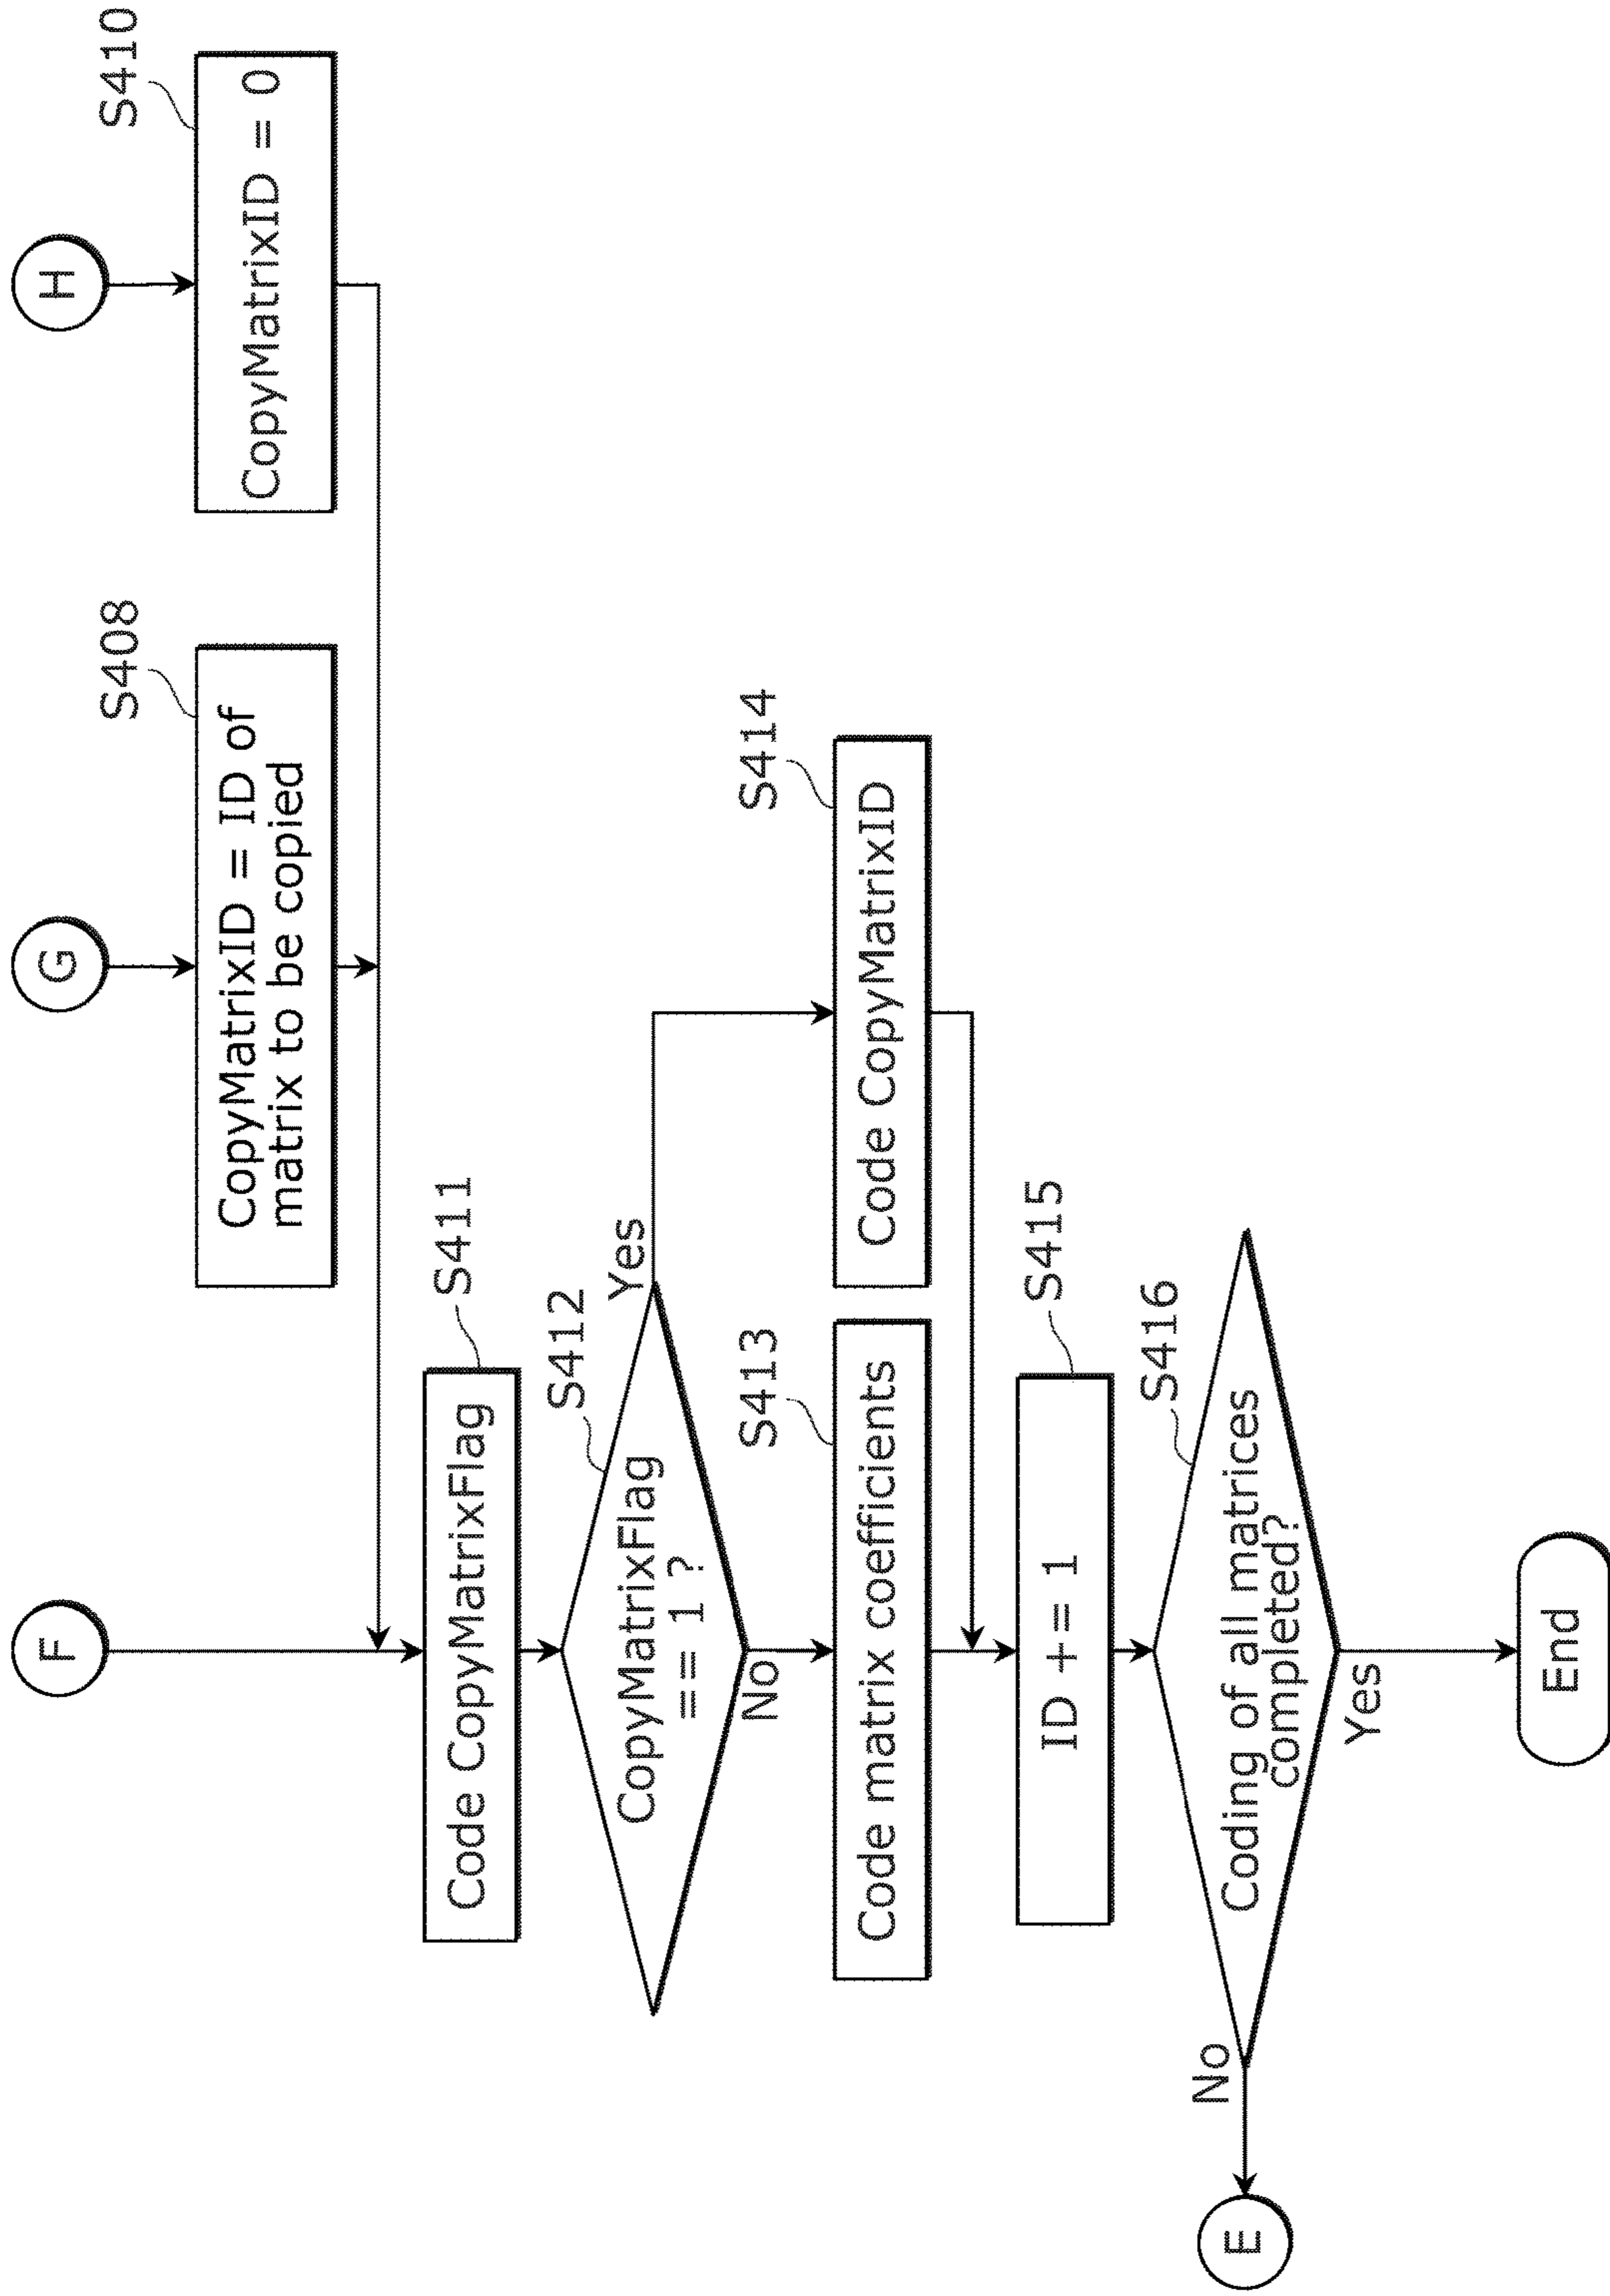 F
G
H
S408
S410
CopyMatrixID = ID of
matrix to be copied
CopyMatrixID = 0
S411
Code CopyMatrixFlag
S412
CopyMatrixFlag
== 1 ?
Yes
No
S413
S414
Code matrix coefficients
Code CopyMatrixID
S415
ID += 1
S416
Coding of all matrices
completed?
No
Yes
E
End